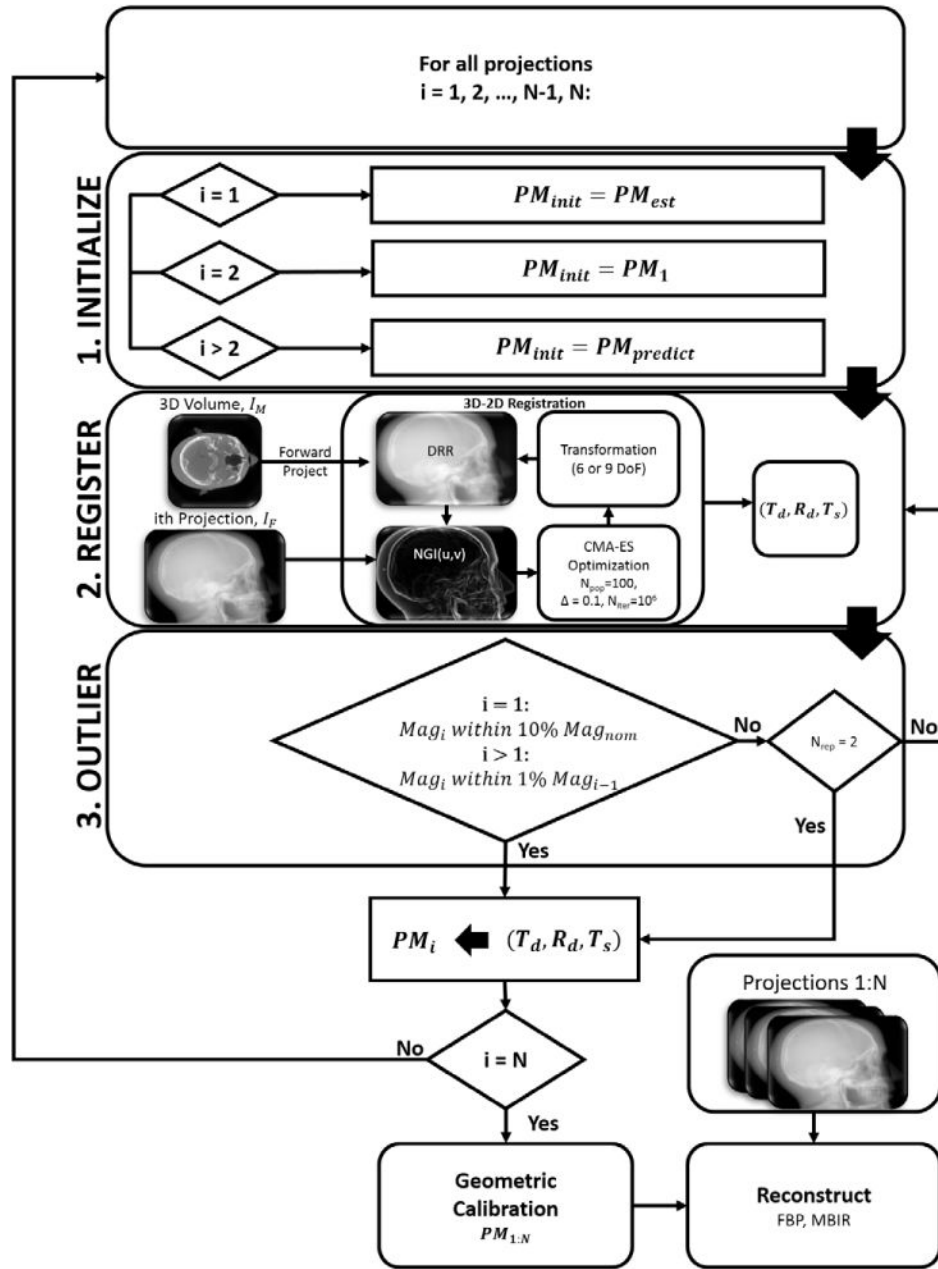 For all projections
i = 1, 2, …, N-1, N:
1. INITIALIZE
i = 1
PM_init = PM_est
i = 2
PM_init = PM_1
i > 2
PM_init = PM_predict
2. REGISTER
3D Volume, I_M
Forward
Project
ith Projection, I_F
3D-2D Registration
DRR
Transformation
(6 or 9 DoF)
NGI(u,v)
CMA-ES
Optimization
N_pop=100,
Δ = 0.1, N_iter=10⁶
(T_d, R_d, T_s)
3. OUTLIER
i = 1:
Mag_i within 10% Mag_nom
i > 1:
Mag_i within 1% Mag_{i−1}
No
N_rep = 2
No
Yes
Yes
PM_i (T_d, R_d, T_s)
Projections 1:N
No
i = N
Yes
Geometric
Calibration
PM_{1:N}
Reconstruct
FBP, MBIR